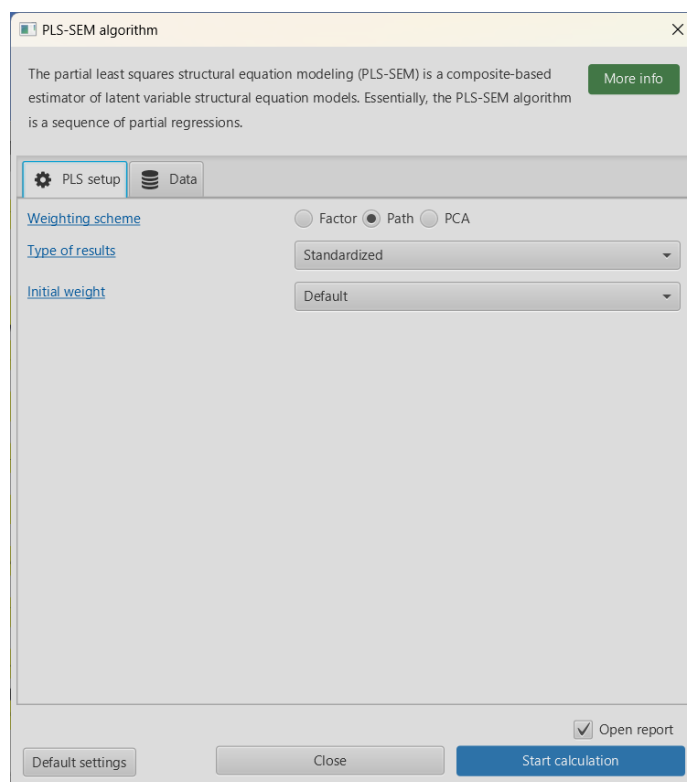 PLS-SEM algorithm
The partial least squares structural equation modeling (PLS-SEM) is a composite-based
estimator of latent variable structural equation models. Essentially, the PLS-SEM algorithm
is a sequence of partial regressions.
More info
PLS setup Data
Weighting scheme Factor Path PCA
Type of results Standardized
Initial weight Default
Open report
Default settings Close Start calculation